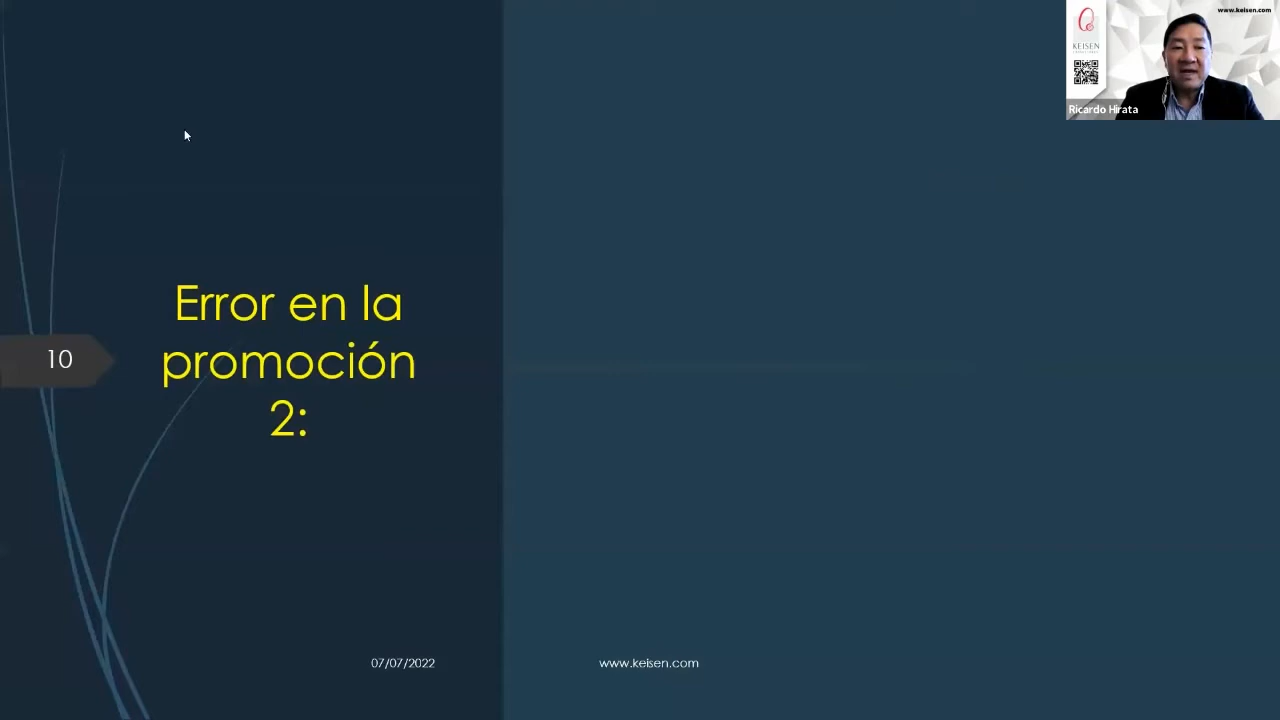 www.keisen.com
KEISEN
Ricardo Hirata
Error en la
promoción
2:
10
07/07/2022
www.keisen.com